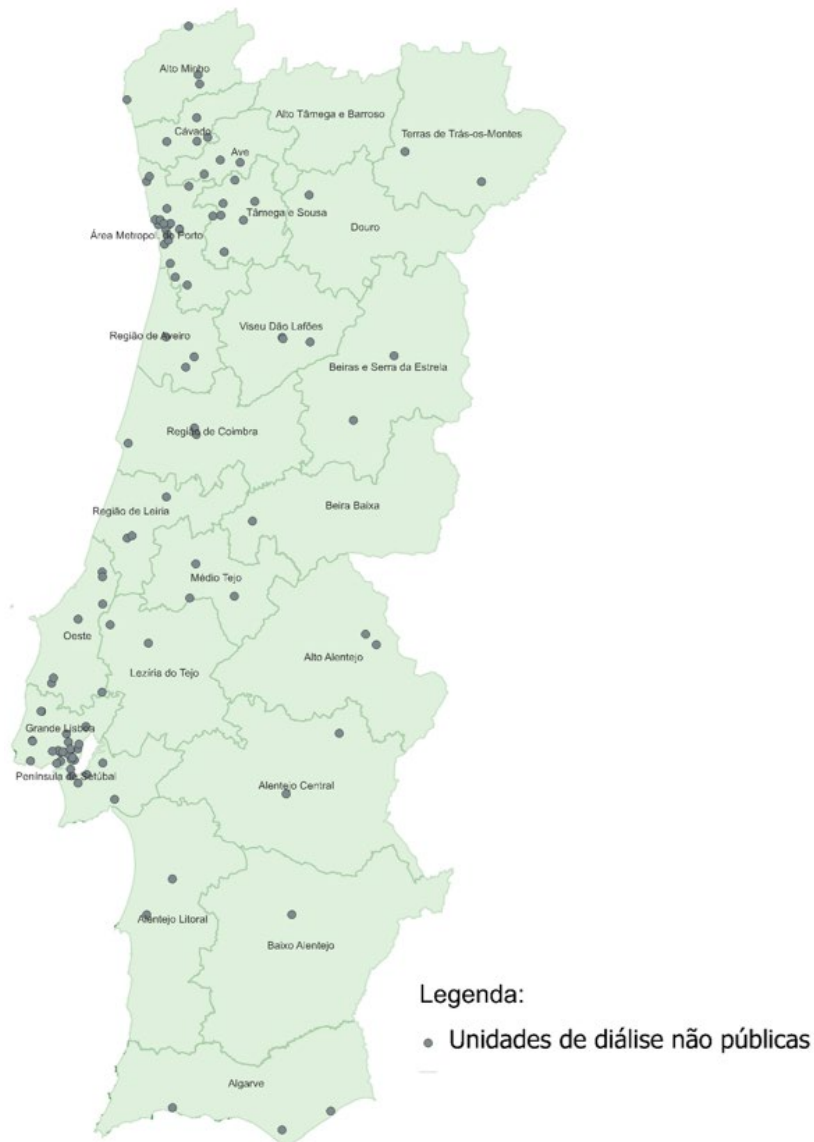 Alto Minho
Alto Tâmega e Barroso
Terras de Trás-os-Montes
Cávado
Ave
Tâmega e Sousa
Douro
Área Metropol. do Porto
Viseu Dão Lafões
Região de Aveiro
Beiras e Serra da Estrela
Região de Coimbra
Beira Baixa
Região de Leiria
Médio Tejo
Oeste
Alto Alentejo
Lezíria do Tejo
Grande Lisboa
Península de Setúbal
Alentejo Central
Alentejo Litoral
Baixo Alentejo
Legenda:
Unidades de diálise não públicas
Algarve